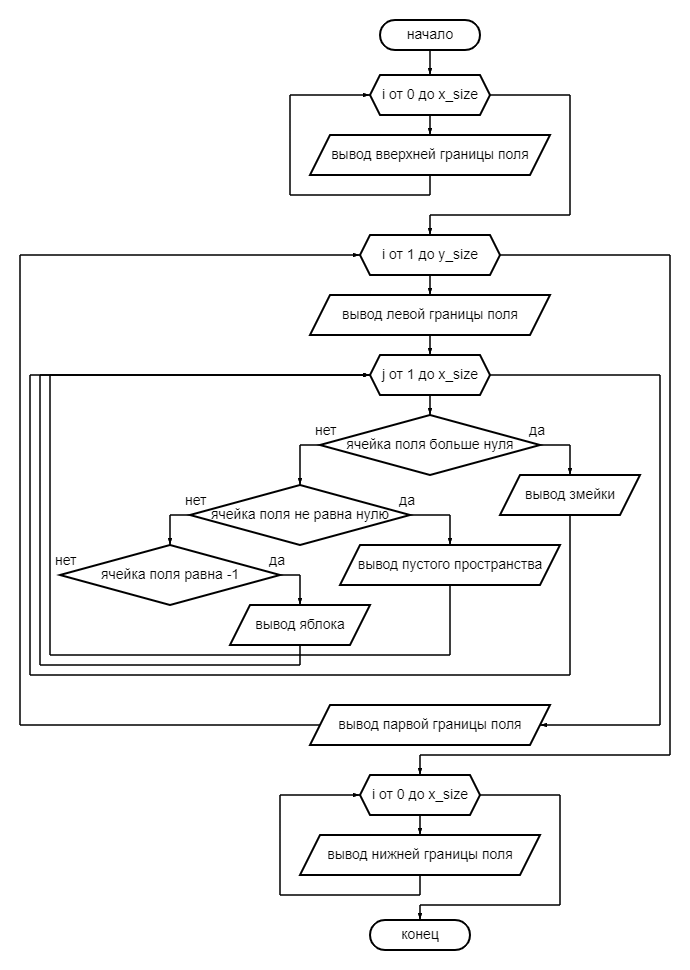 начало
i от 0 до x_size
вывод вверхней границы поля
i от 1 до y_size
вывод левой границы поля
j от 1 до x_size
нет
ячейка поля больше нуля
да
вывод змейки
нет
ячейка поля не равна нулю
да
вывод пустого пространства
нет
ячейка поля равна -1
да
вывод яблока
вывод парвой границы поля
i от 0 до x_size
вывод нижней границы поля
конец